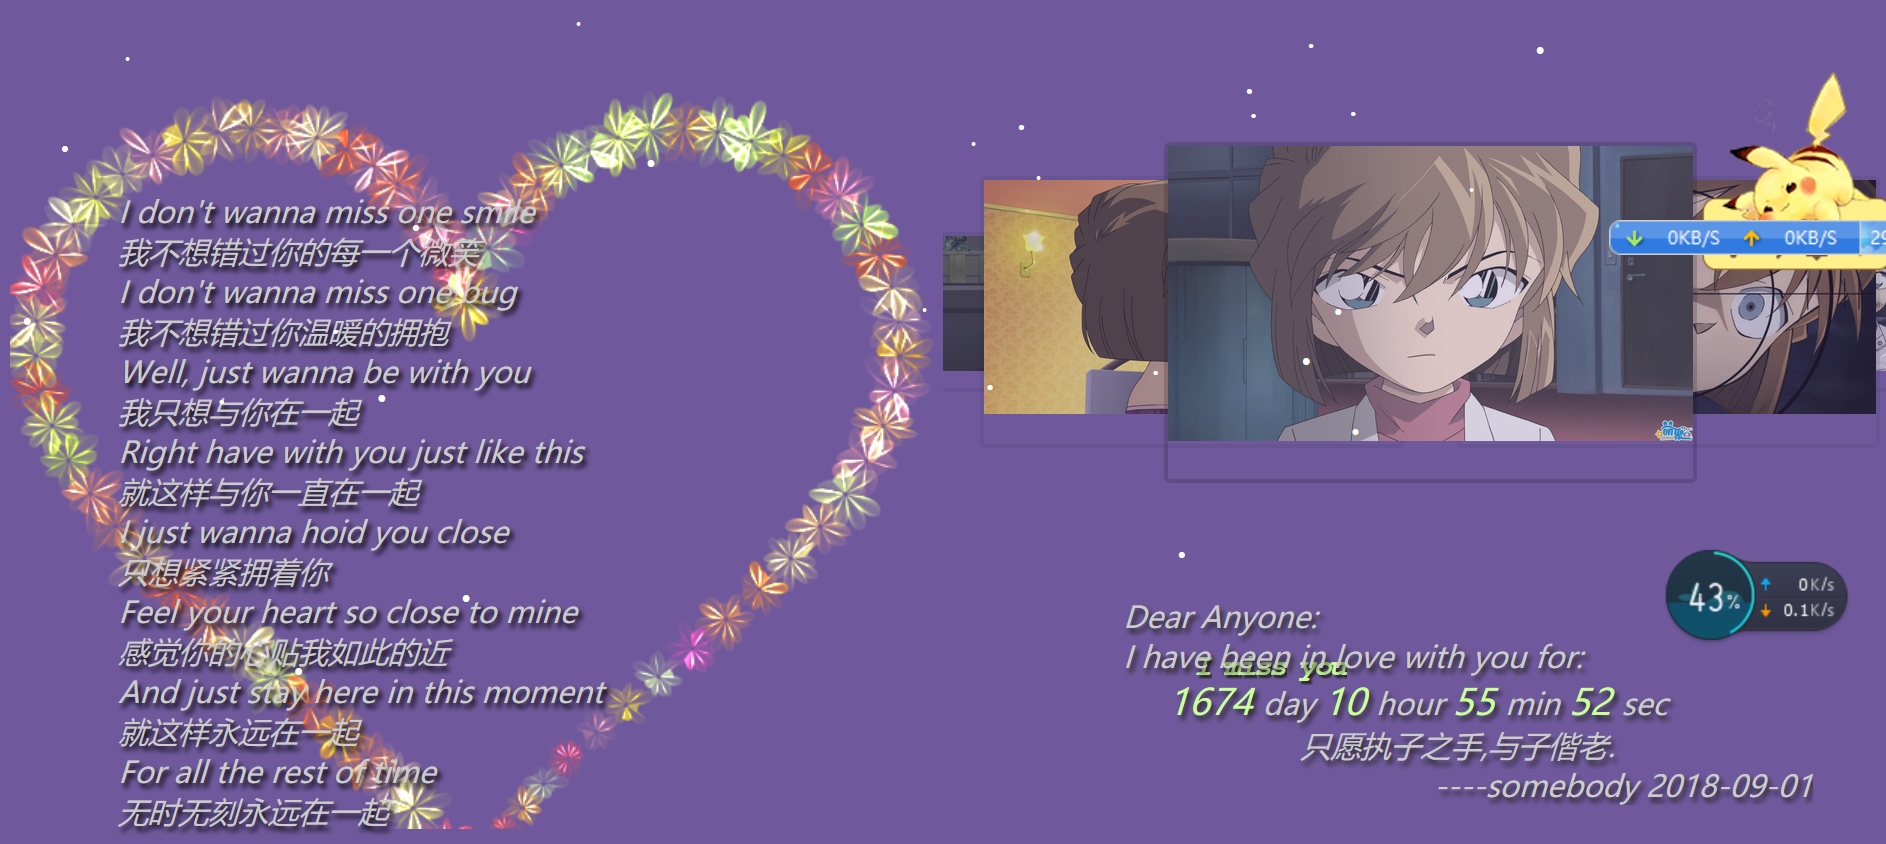 I don't wanna miss one smile
我不想错过你的每一个微笑
I don't wanna miss one bug
我不想错过你温暖的拥抱
Well, just wanna be with you
我只想与你在一起
Right have with you just like this
就这样与你一直在一起
I just wanna hoid you close
只想紧紧拥着你
Feel your heart so close to mine
感觉你的心贴我如此的近
And just stay here in this moment
就这样永远在一起
For all the rest of time
无时无刻永远在一起
0KB/S 0KB/S 29
43%
0K/s
0.1K/s
Dear Anyone:
I have been in love with you for:
I miss you
1674 day 10 hour 55 min 52 sec
只愿执子之手,与子偕老.
----somebody 2018-09-01